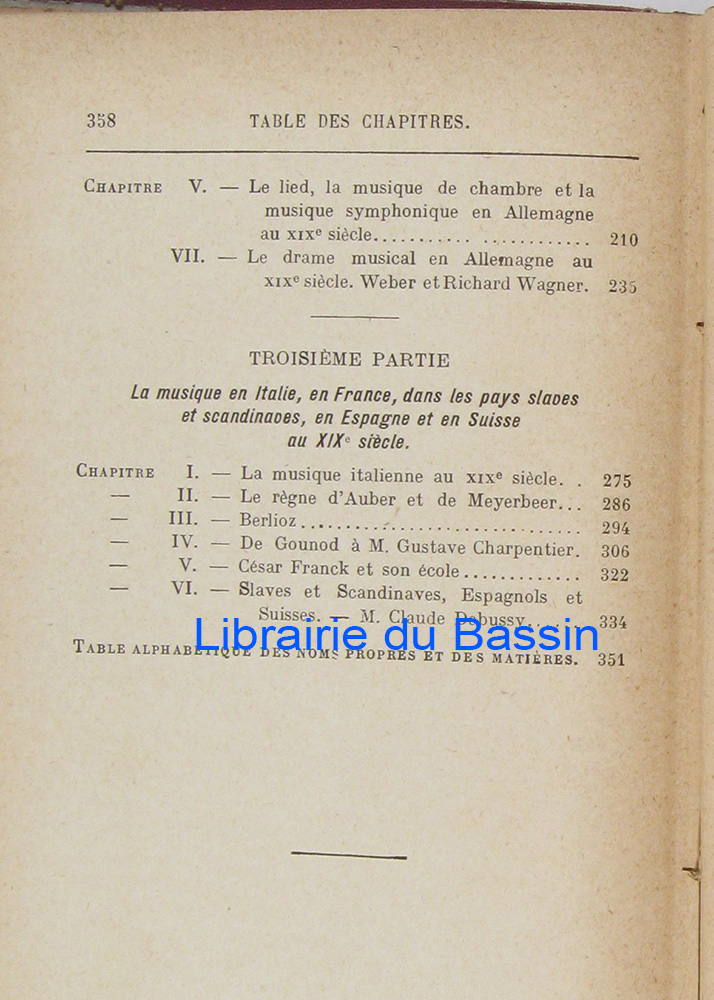 358 TABLE DES CHAPITRES.
CHAPITRE V. — Le lied, la musique de chambre et la
musique symphonique en Allemagne
au XIXe siècle........... ............ 210
VII. — Le drame musical en Allemagne au
XIXe siècle. Weber et Richard Wagner. 235
TROISIÈME PARTIE
La musique en Italie, en France, dans les pays slaves
et scandinaves, en Espagne et en Suisse
au XIXe siècle.
CHAPITRE I. — La musique italienne au XIXe siècle. . 275
— II. — Le règne d'Auber et de Meyerbeer... 286
— III. — Berlioz.............................. 294
— IV. — De Gounod à M. Gustave Charpentier. 306
— V. — César Franck et son école............. 322
— VI. — Slaves et Scandinaves, Espagnols et
Suisses. — M. Claude Debussy..... 334
Librairie du Bassin
TABLE ALPHABÉTIQUE DES NOMS PROPRES ET DES MATIÈRES. 351